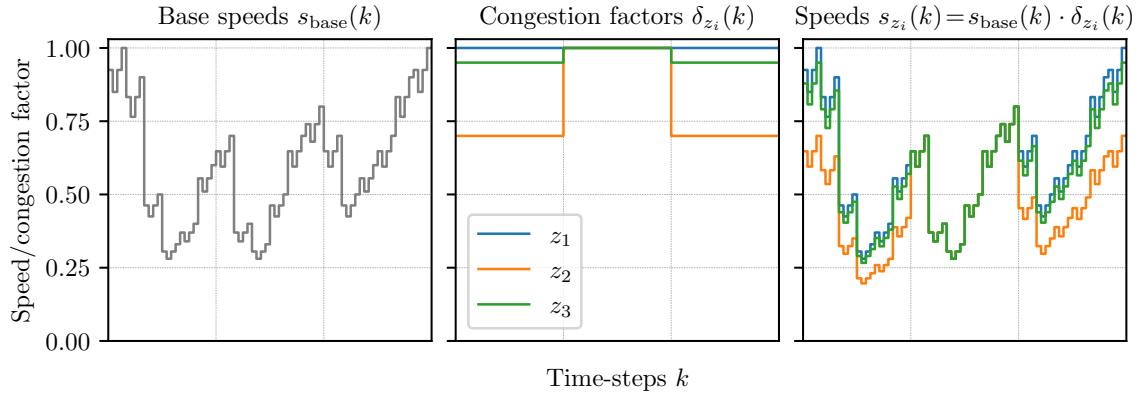 Base speeds s_base(k)
Congestion factors δ_{z_i}(k)
Speeds s_{z_i}(k)=s_base(k)·δ_{z_i}(k)
Speed/congestion factor
1.00
0.75
0.50
0.25
0.00
z_1
z_2
z_3
Time-steps k